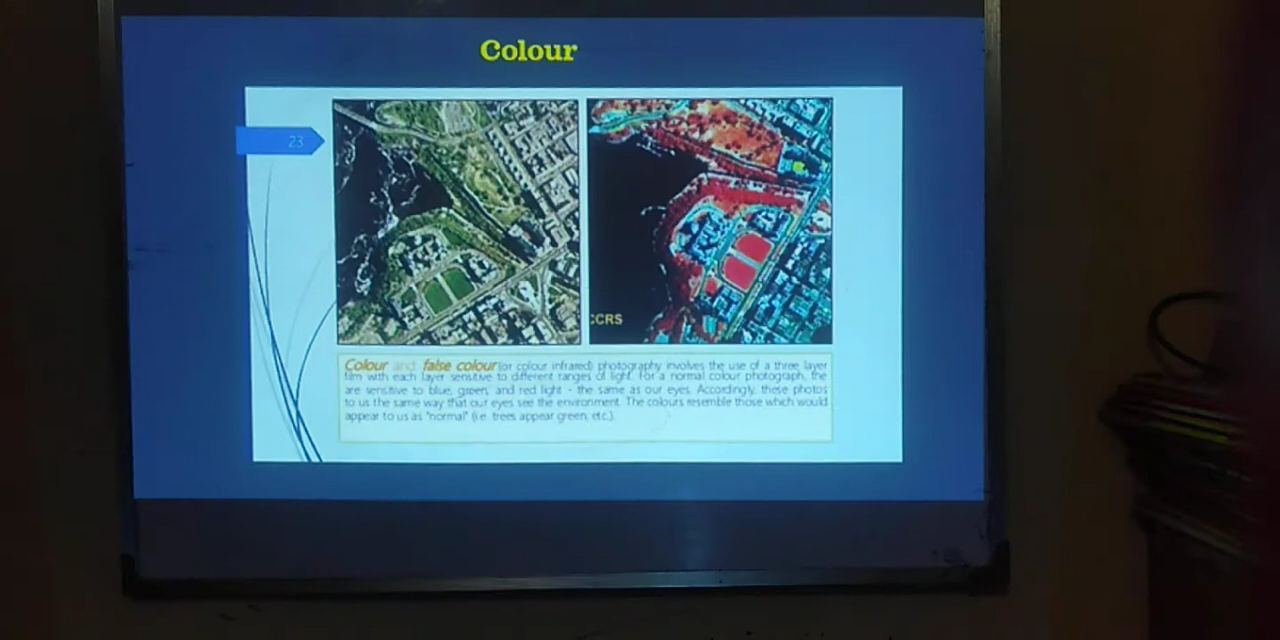 Colour
23
CCRS
Colour and false colour (or colour infrared) photography involves the use of a three layer
film with each layer sensitive to different ranges of light. For a normal colour photograph, the
are sensitive to blue, green, and red light - the same as our eyes. Accordingly, these photos
to us the same way that our eyes see the environment. The colours resemble those which would
appear to us as "normal" (i.e. trees appear green, etc.).